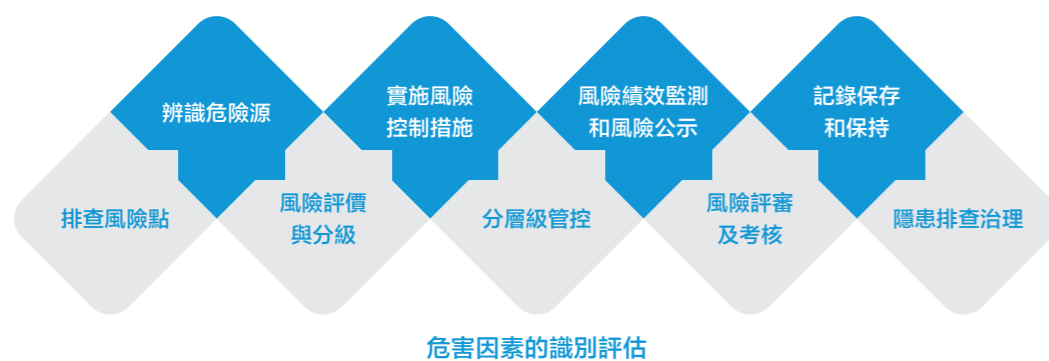 辨識危險源
實施風險
控制措施
風險績效監測
和風險公示
記錄保存
和保持
排查風險點
風險評價
與分級
分層級管控
風險評審
及考核
隱患排查治理
危害因素的識別評估